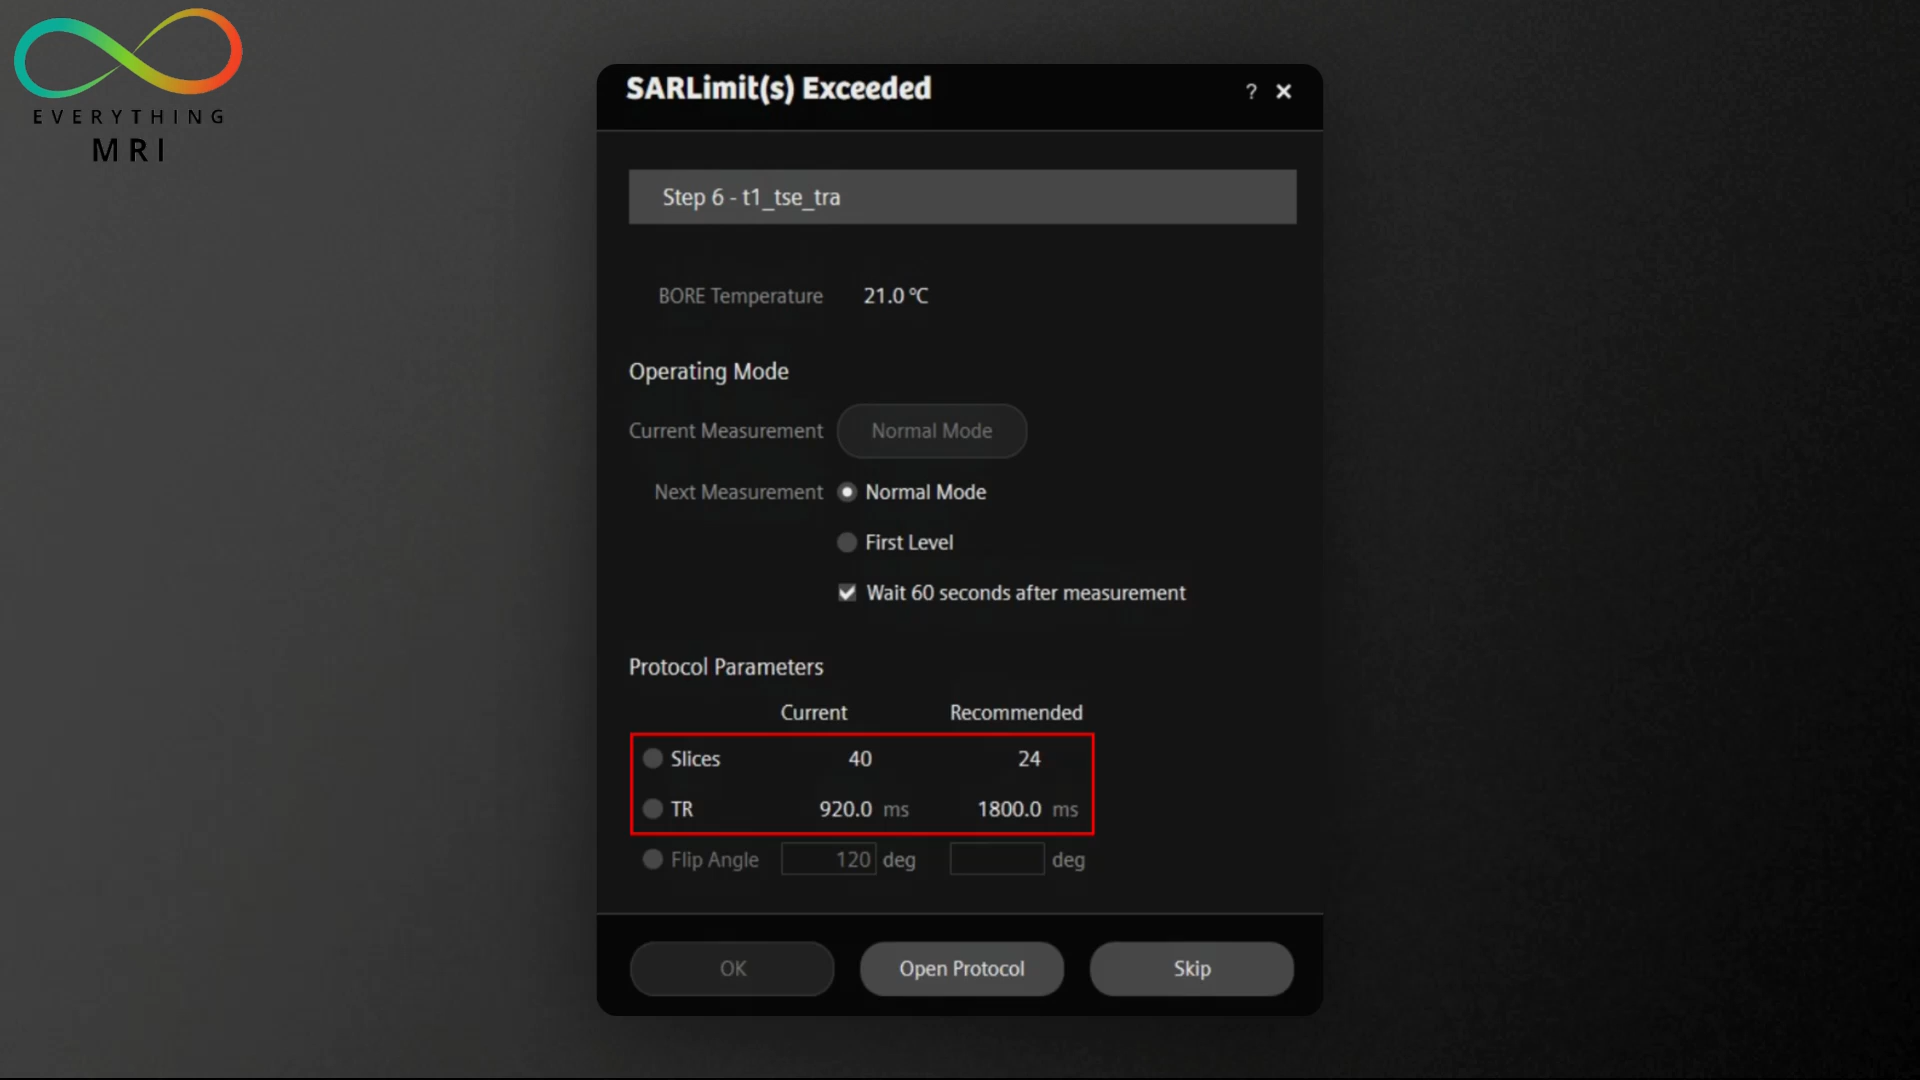 EVERYTHING
MRI
SARLimit(s) Exceeded
?
Step 6 - t1_tse_tra
BORE Temperature 21.0 °C
Operating Mode
Current Measurement Normal Mode
Next Measurement Normal Mode
First Level
Wait 60 seconds after measurement
Protocol Parameters
Current Recommended
Slices 40 24
TR 920.0 ms 1800.0 ms
Flip Angle 120 deg deg
OK Open Protocol Skip